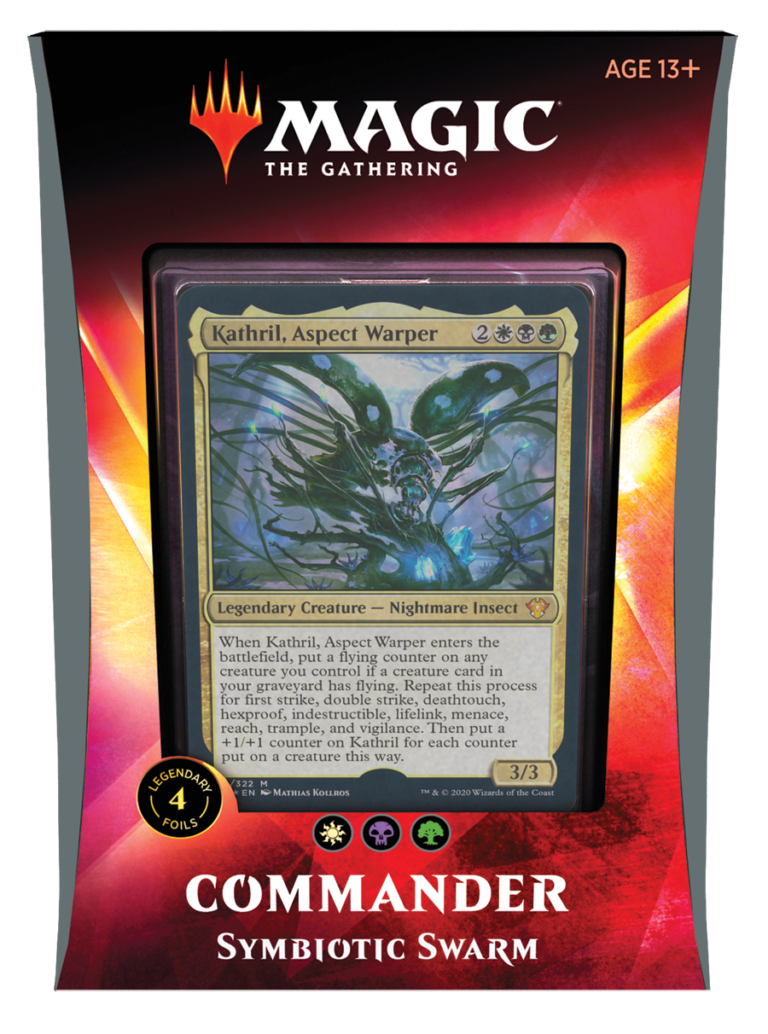 AGE 13+
MAGIC
THE GATHERING
Kathril, Aspect Warper 2
Legendary Creature — Nightmare Insect
When Kathril, Aspect Warper enters the
battlefield, put a flying counter on any
creature you control if a creature card in
your graveyard has flying. Repeat this process
for first strike, double strike, deathtouch,
hexproof, indestructible, lifelink, menace,
reach, trample, and vigilance. Then put a
+1/+1 counter on Kathril for each counter
put on a creature this way.
3/3
/322 M
EN Mathias Kollros
™ & © 2020 Wizards of the Coast
LEGENDARY
4
FOILS
COMMANDER
Symbiotic Swarm